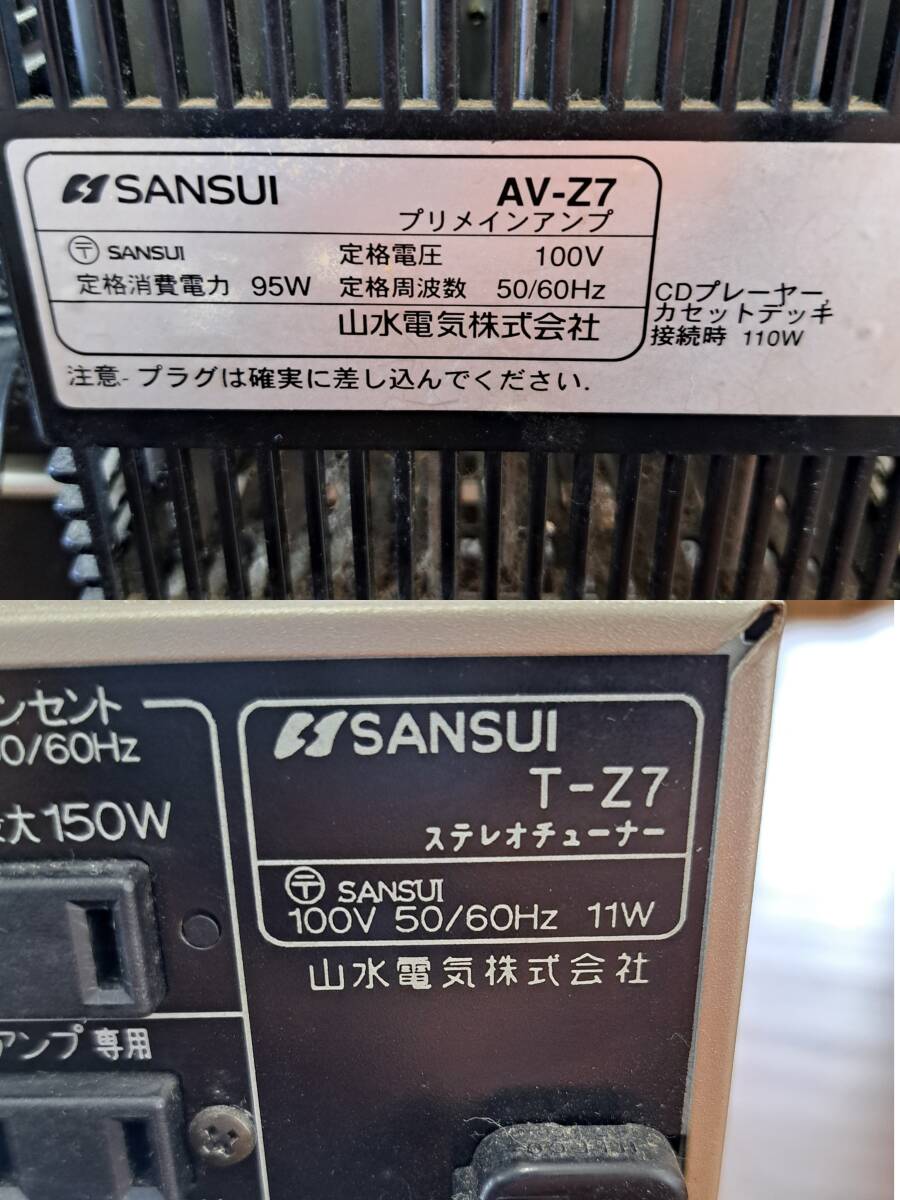 SANSUI AV-Z7
プリメインアンプ
〒 SANSUI 定格電圧 100V
定格消費電力 95W 定格周波数 50/60Hz
山水電気株式会社
CDプレーヤー,
カセットデッキ
接続時 110W
注意-プラグは確実に差し込んでください.
ンセント
0/60Hz
大150W
アンプ専用
SANSUI
T-Z7
ステレオチューナー
〒 SANSUI
100V 50/60Hz 11W
山水電気株式会社